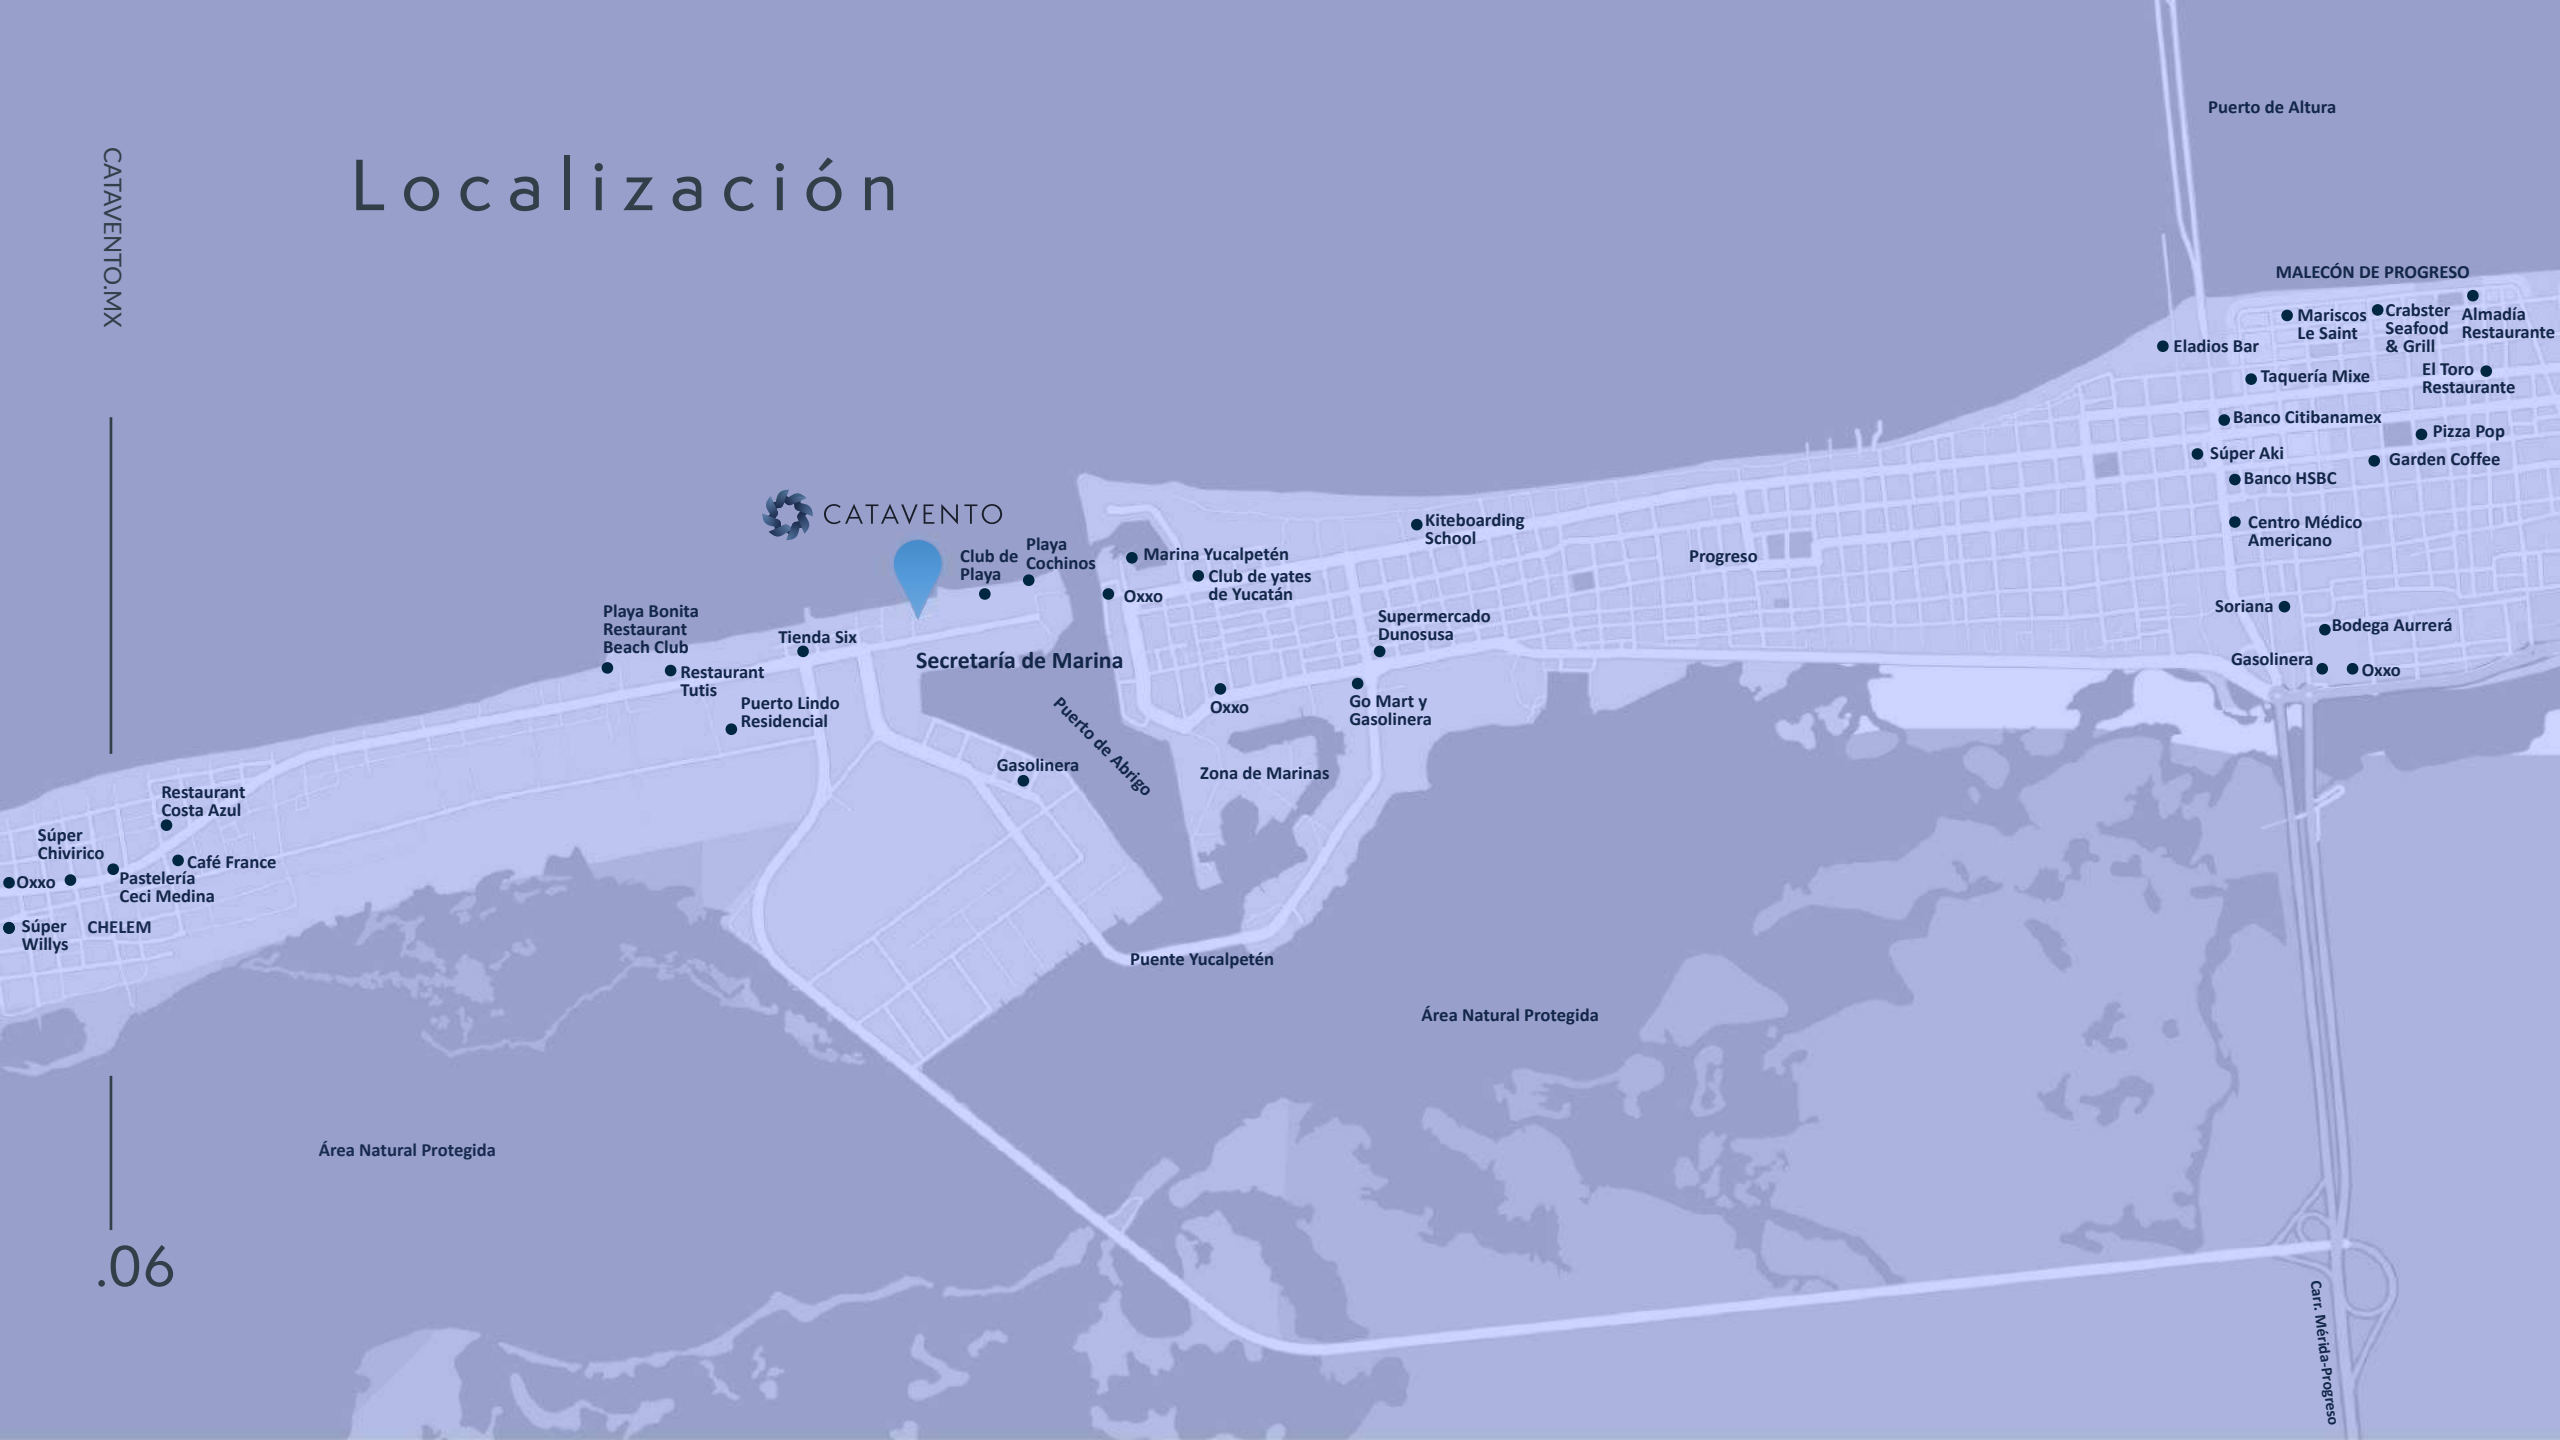 CATAVENTO.MX
Localización
.06
CATAVENTO
Puerto de Altura
MALECÓN DE PROGRESO
Mariscos
Le Saint
Crabster
Seafood
& Grill
Almadía
Restaurante
Eladios Bar
Taquería Mixe
El Toro
Restaurante
Banco Citibanamex
Pizza Pop
Súper Aki
Garden Coffee
Banco HSBC
Centro Médico
Americano
Kiteboarding
School
Progreso
Playa
Cochinos
Club de
Playa
Marina Yucalpetén
Club de yates
de Yucatán
Oxxo
Soriana
Bodega Aurrerá
Gasolinera
Oxxo
Supermercado
Dunosusa
Playa Bonita
Restaurant
Beach Club
Tienda Six
Secretaría de Marina
Restaurant
Tutis
Puerto Lindo
Residencial
Oxxo
Go Mart y
Gasolinera
Puerto de Abrigo
Gasolinera
Zona de Marinas
Restaurant
Costa Azul
Súper
Chivirico
Café France
Oxxo
Pastelería
Ceci Medina
Súper
Willys
CHELEM
Puente Yucalpetén
Área Natural Protegida
Área Natural Protegida
Carr. Mérida-Progreso